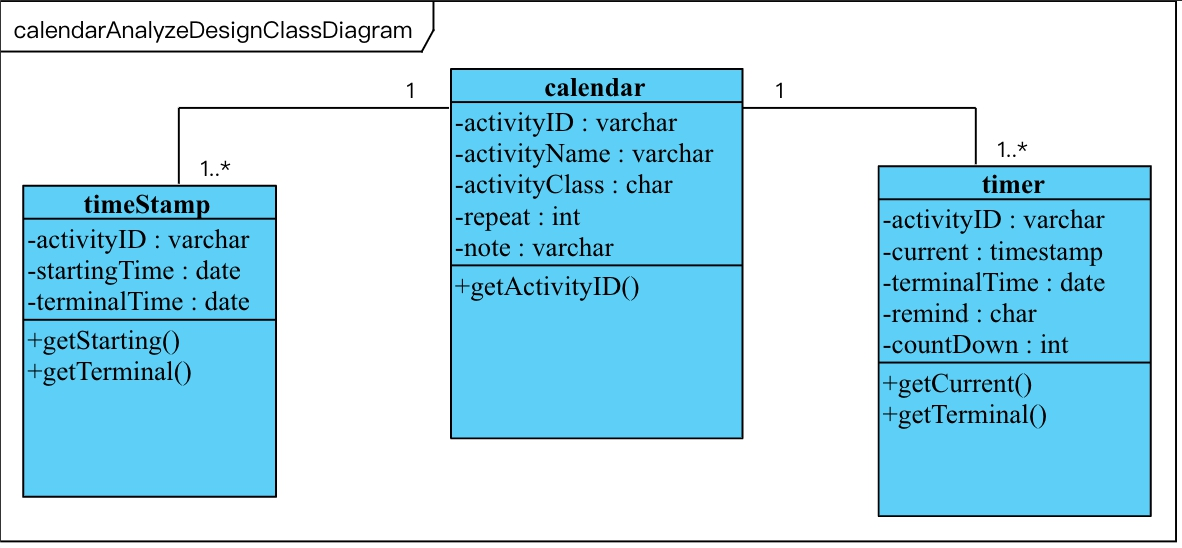 calendarAnalyzeDesignClassDiagram
1
calendar
-activityID : varchar
-activityName : varchar
-activityClass : char
-repeat : int
-note : varchar
+getActivityID()
1
1..*
timeStamp
-activityID : varchar
-startingTime : date
-terminalTime : date
+getStarting()
+getTerminal()
1..*
timer
-activityID : varchar
-current : timestamp
-terminalTime : date
-remind : char
-countDown : int
+getCurrent()
+getTerminal()